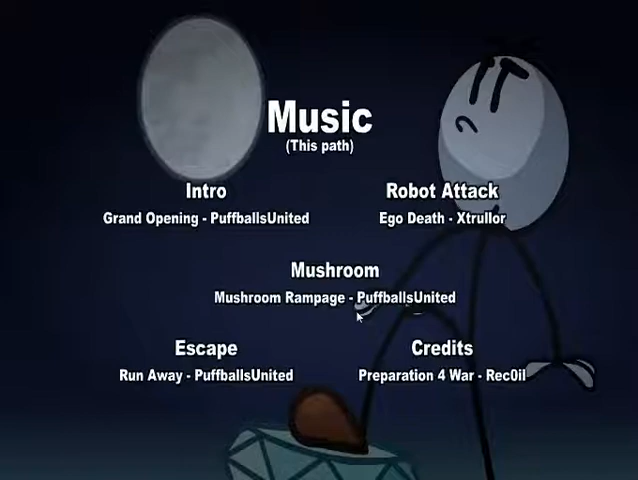 Music
(This path)
Intro
Grand Opening - PuffballsUnited
Robot Attack
Ego Death - Xtrullor
Mushroom
Mushroom Rampage - PuffballsUnited
Escape
Run Away - PuffballsUnited
Credits
Preparation 4 War - Rec0il